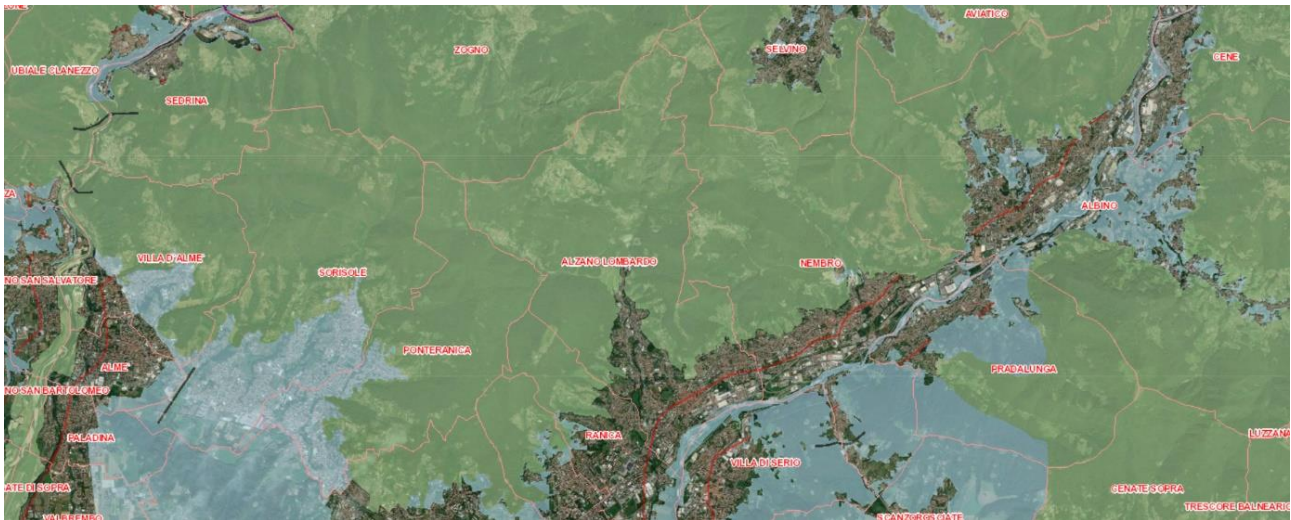 AVIATICO
ZOGNO
SELVINO
CENE
UBIALE CLANEZZO
SEDRINA
ZA
ALBINO
VILLA D'ALME'
SORISOLE
ALZANO LOMBARDO
NEMBRO
NO SAN SALVATORE
PONTERANICA
ALME'
PRADALUNGA
NO SAN BARTOLOMEO
PALADINA
RANICA
LUZZANA
VILLA DI SERIO
ATE DI SOPRA
CENATE SOPRA
TRESCORE BALNEARIO
VALBREMBO
SCANZOROSCIATE